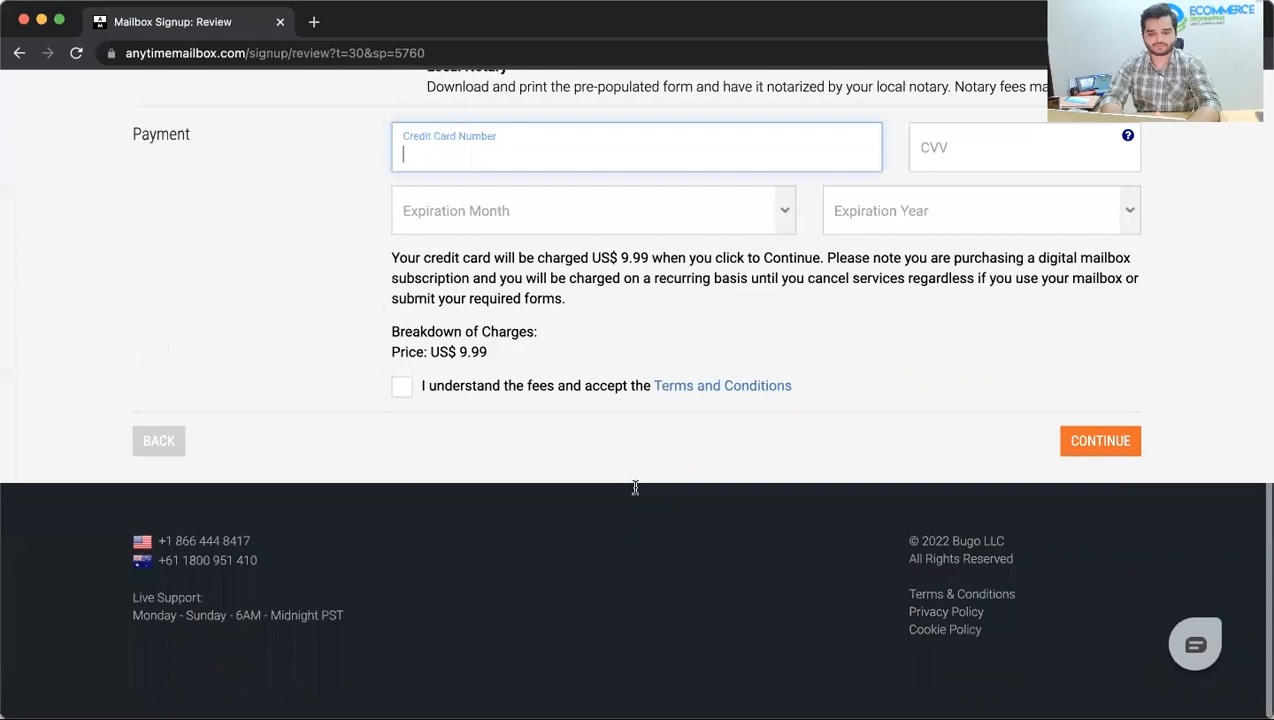 Mailbox Signup: Review
anytimemailbox.com/signup/review?t=30&sp=5760
ECOMMERCE
Local Notary
Download and print the pre-populated form and have it notarized by your local notary. Notary fees ma
Payment
Credit Card Number
CVV
Expiration Month
Expiration Year
Your credit card will be charged US$ 9.99 when you click to Continue. Please note you are purchasing a digital mailbox
subscription and you will be charged on a recurring basis until you cancel services regardless if you use your mailbox or
submit your required forms.
Breakdown of Charges:
Price: US$ 9.99
I understand the fees and accept the Terms and Conditions
BACK
CONTINUE
+1 866 444 8417
+61 1800 951 410
Live Support:
Monday - Sunday - 6AM - Midnight PST
© 2022 Bugo LLC
All Rights Reserved
Terms & Conditions
Privacy Policy
Cookie Policy